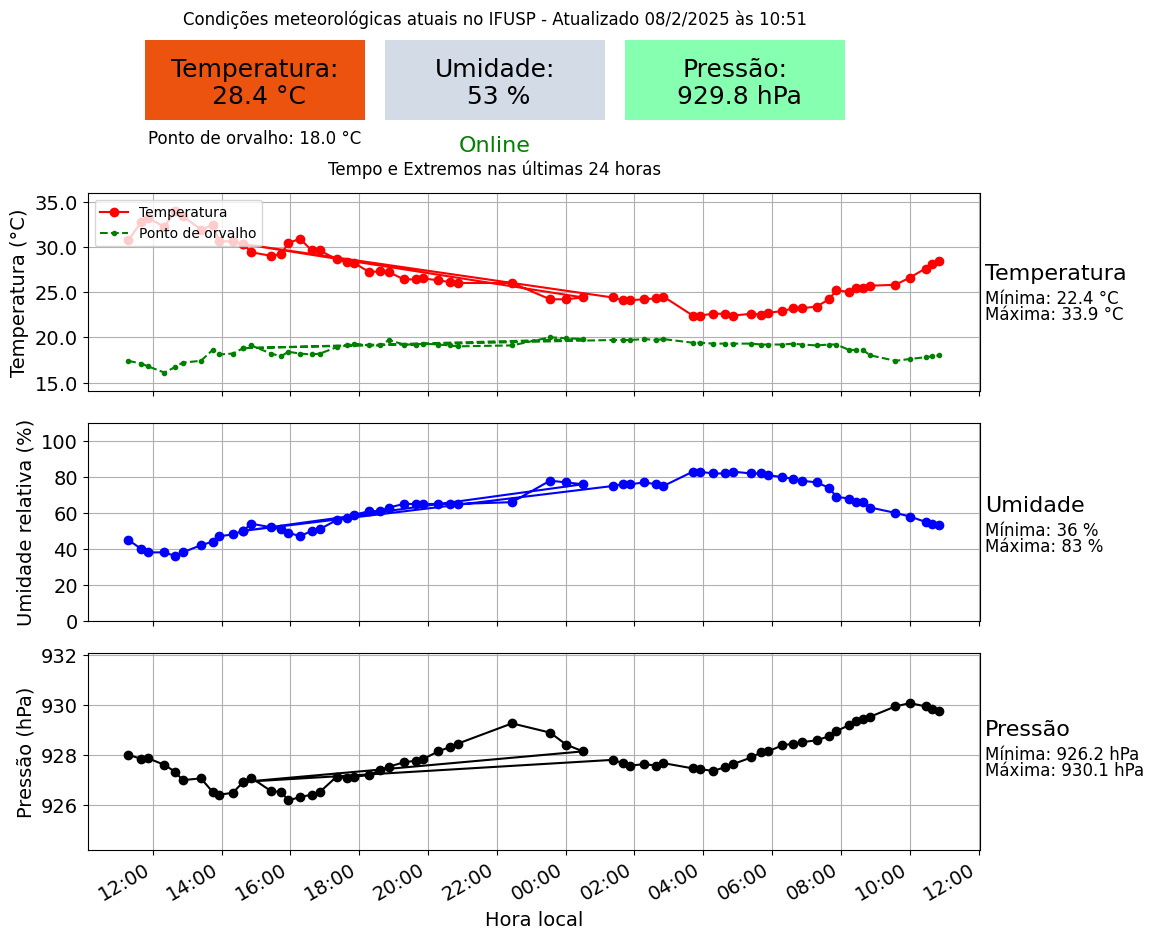 Condições meteorológicas atuais no IFUSP - Atualizado 08/2/2025 às 10:51
Temperatura:
28.4 °C
Umidade:
53 %
Pressão:
929.8 hPa
Ponto de orvalho: 18.0 °C
Online
Tempo e Extremos nas últimas 24 horas
Temperatura (°C)
35.0
30.0
25.0
20.0
15.0
Temperatura
Ponto de orvalho
Temperatura
Mínima: 22.4 °C
Máxima: 33.9 °C
Umidade relativa (%)
100
80
60
40
20
0
Umidade
Mínima: 36 %
Máxima: 83 %
Pressão (hPa)
932
930
928
926
Pressão
Mínima: 926.2 hPa
Máxima: 930.1 hPa
12:00 14:00 16:00 18:00 20:00 22:00 00:00 02:00 04:00 06:00 08:00 10:00 12:00
Hora local